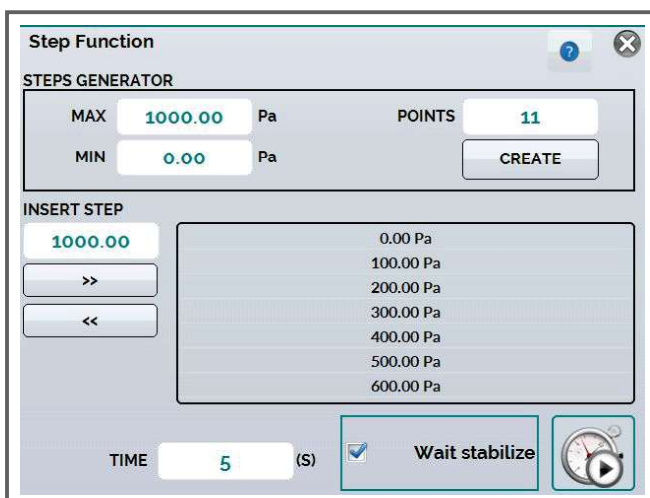 Step Function
?
STEPS GENERATOR
MAX 1000.00 Pa POINTS 11
MIN 0.00 Pa CREATE
INSERT STEP
1000.00
>>
<<
0.00 Pa
100.00 Pa
200.00 Pa
300.00 Pa
400.00 Pa
500.00 Pa
600.00 Pa
TIME 5 (S) Wait stabilize